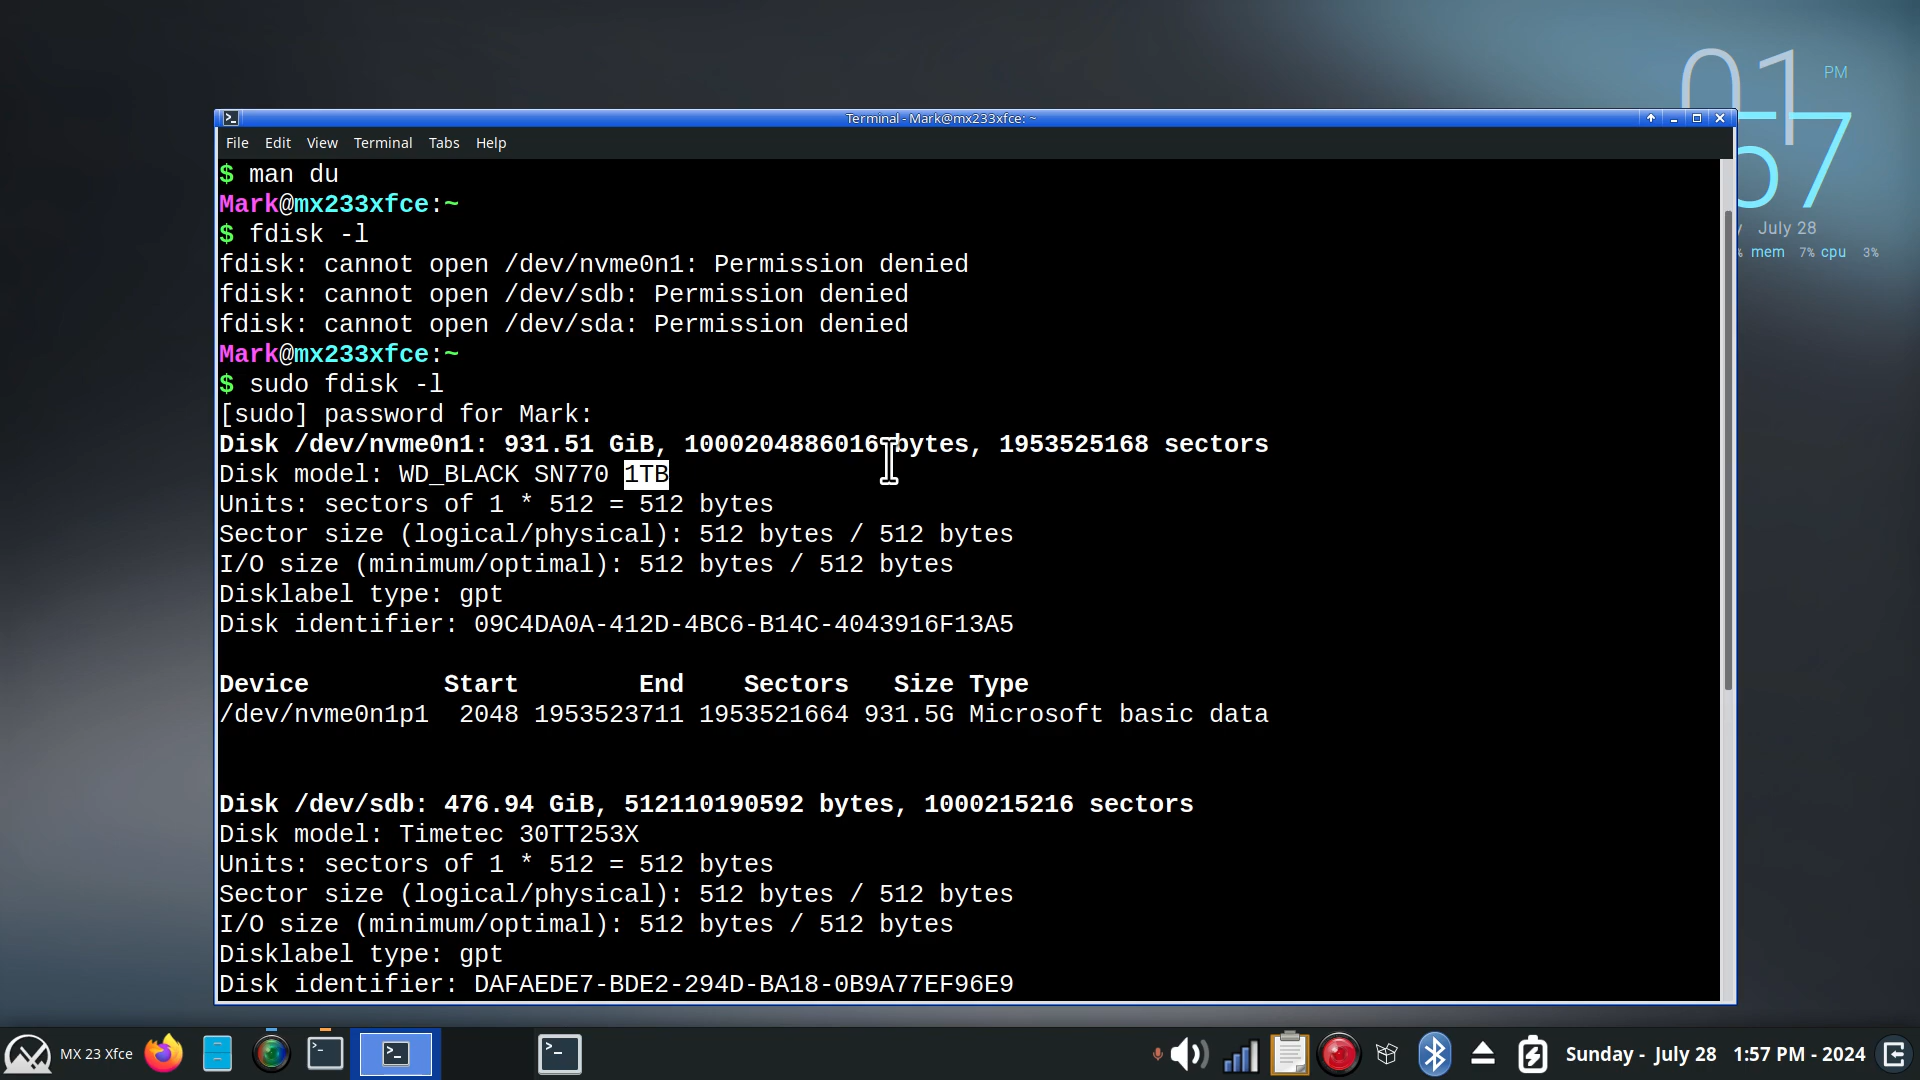 01 PM
57
July 28
mem 7% cpu 3%
Terminal - Mark@mx233xfce: ~
File Edit View Terminal Tabs Help
$ man du
Mark@mx233xfce:~
$ fdisk -l
fdisk: cannot open /dev/nvme0n1: Permission denied
fdisk: cannot open /dev/sdb: Permission denied
fdisk: cannot open /dev/sda: Permission denied
Mark@mx233xfce:~
$ sudo fdisk -l
[sudo] password for Mark:
Disk /dev/nvme0n1: 931.51 GiB, 1000204886016 bytes, 1953525168 sectors
Disk model: WD_BLACK SN770 1TB
Units: sectors of 1 * 512 = 512 bytes
Sector size (logical/physical): 512 bytes / 512 bytes
I/O size (minimum/optimal): 512 bytes / 512 bytes
Disklabel type: gpt
Disk identifier: 09C4DA0A-412D-4BC6-B14C-4043916F13A5
Device Start End Sectors Size Type
/dev/nvme0n1p1 2048 1953523711 1953521664 931.5G Microsoft basic data
Disk /dev/sdb: 476.94 GiB, 512110190592 bytes, 1000215216 sectors
Disk model: Timetec 30TT253X
Units: sectors of 1 * 512 = 512 bytes
Sector size (logical/physical): 512 bytes / 512 bytes
I/O size (minimum/optimal): 512 bytes / 512 bytes
Disklabel type: gpt
Disk identifier: DAFAEDE7-BDE2-294D-BA18-0B9A77EF96E9
MX 23 Xfce
Sunday - July 28 1:57 PM - 2024